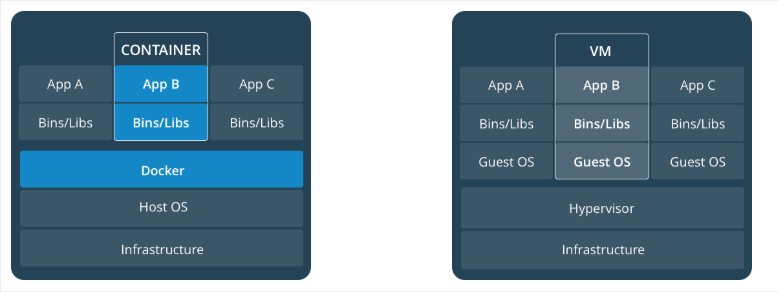 CONTAINER
App A App B App C
Bins/Libs Bins/Libs Bins/Libs
Docker
Host OS
Infrastructure
VM
App A App B App C
Bins/Libs Bins/Libs Bins/Libs
Guest OS Guest OS Guest OS
Hypervisor
Infrastructure